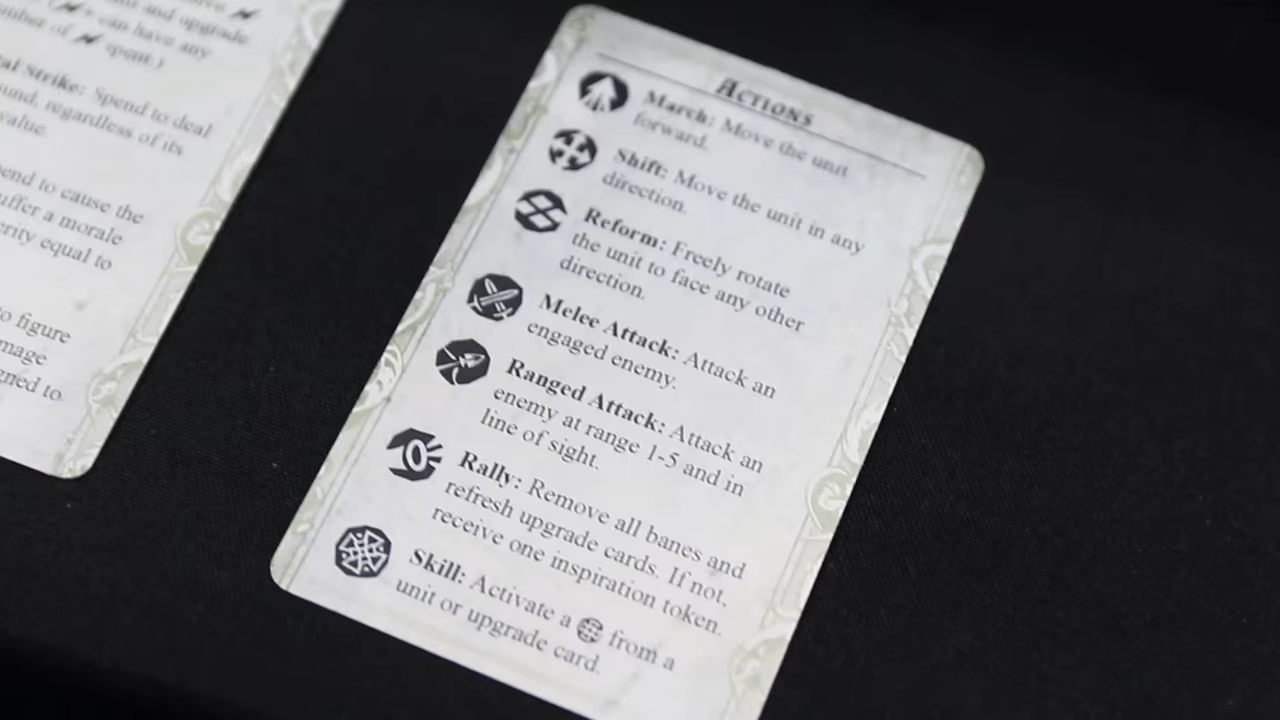 can have any
spent.)
Strike: Spend to deal
regardless of its
value.
to cause the
suffer a morale
equal to
to figure
to
ACTIONS
March: Move the unit
forward.
Shift: Move the unit in any
direction.
Reform: Freely rotate
the unit to face any other
direction.
Melee Attack: Attack an
engaged enemy.
Ranged Attack: Attack an
enemy at range 1-5 and in
line of sight.
Rally: Remove all banes and
refresh upgrade cards. If not,
receive one inspiration token.
Skill: Activate a from a
unit or upgrade card.